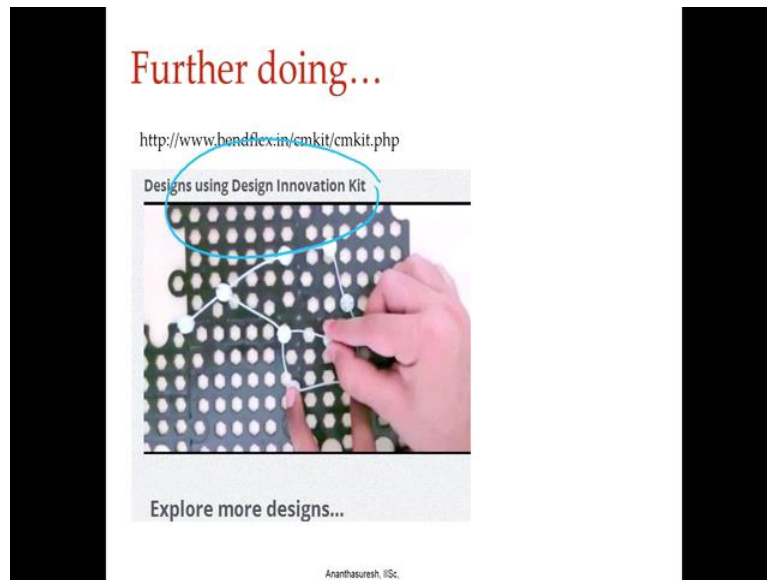 Further doing...
http://www.bendflex.in/cmkit/cmkit.php
Designs using Design Innovation Kit
Explore more designs...
Ananthasuresh, IISc,